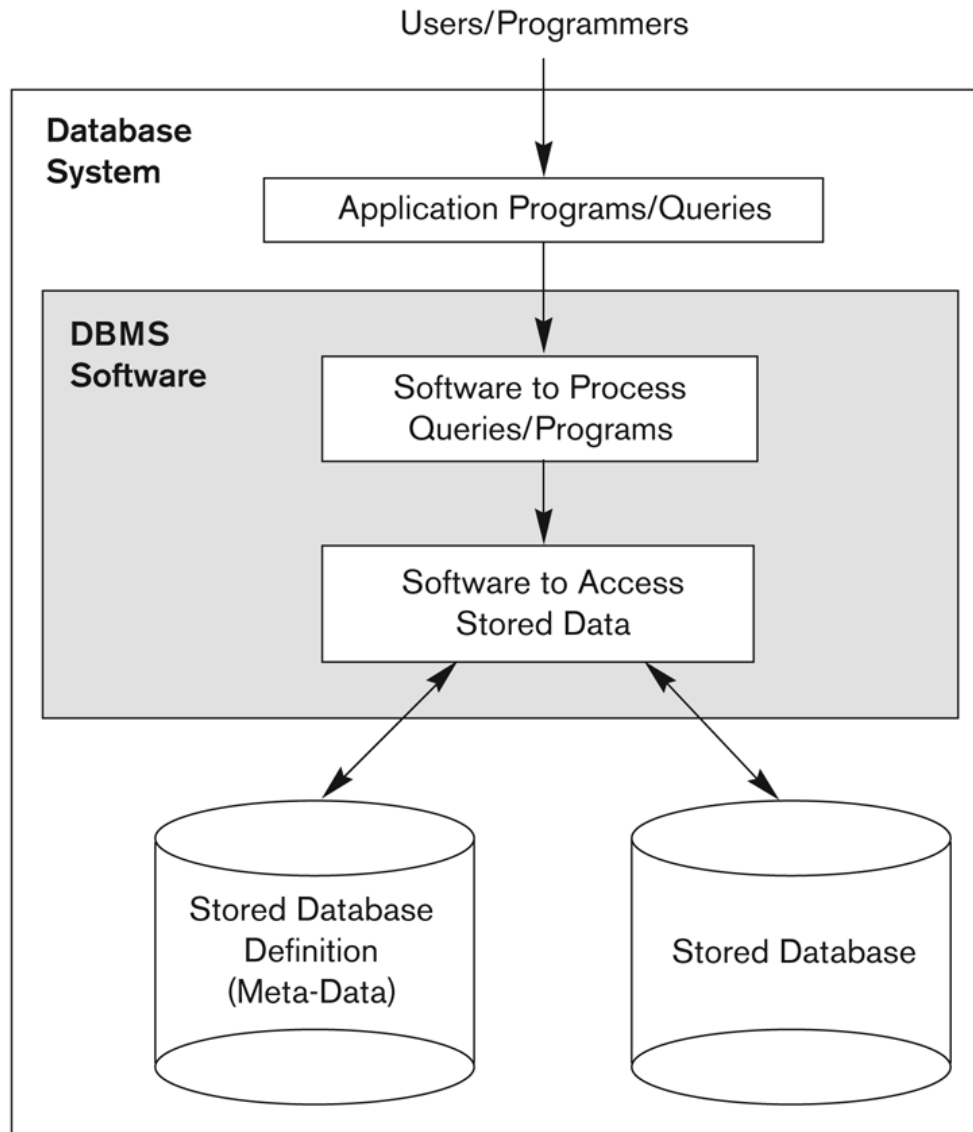 Users/Programmers
Database
System
Application Programs/Queries
DBMS
Software
Software to Process
Queries/Programs
Software to Access
Stored Data
Stored Database
Definition
(Meta-Data)
Stored Database